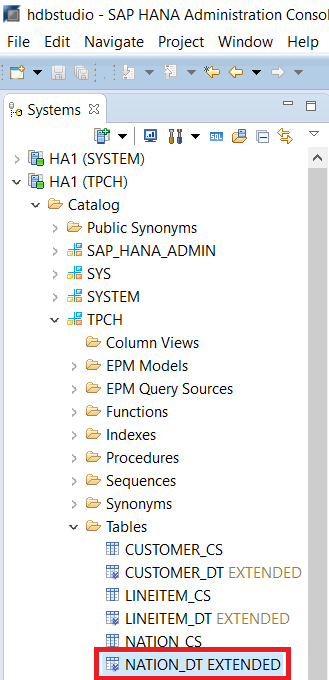 hdbstudio - SAP HANA Administration Conso
File Edit Navigate Project Window Help
Systems
SQL
HA1 (SYSTEM)
HA1 (TPCH)
Catalog
Public Synonyms
SAP_HANA_ADMIN
SYS
SYSTEM
TPCH
Column Views
EPM Models
EPM Query Sources
Functions
Indexes
Procedures
Sequences
Synonyms
Tables
CUSTOMER_CS
CUSTOMER_DT EXTENDED
LINEITEM_CS
LINEITEM_DT EXTENDED
NATION_CS
NATION_DT EXTENDED